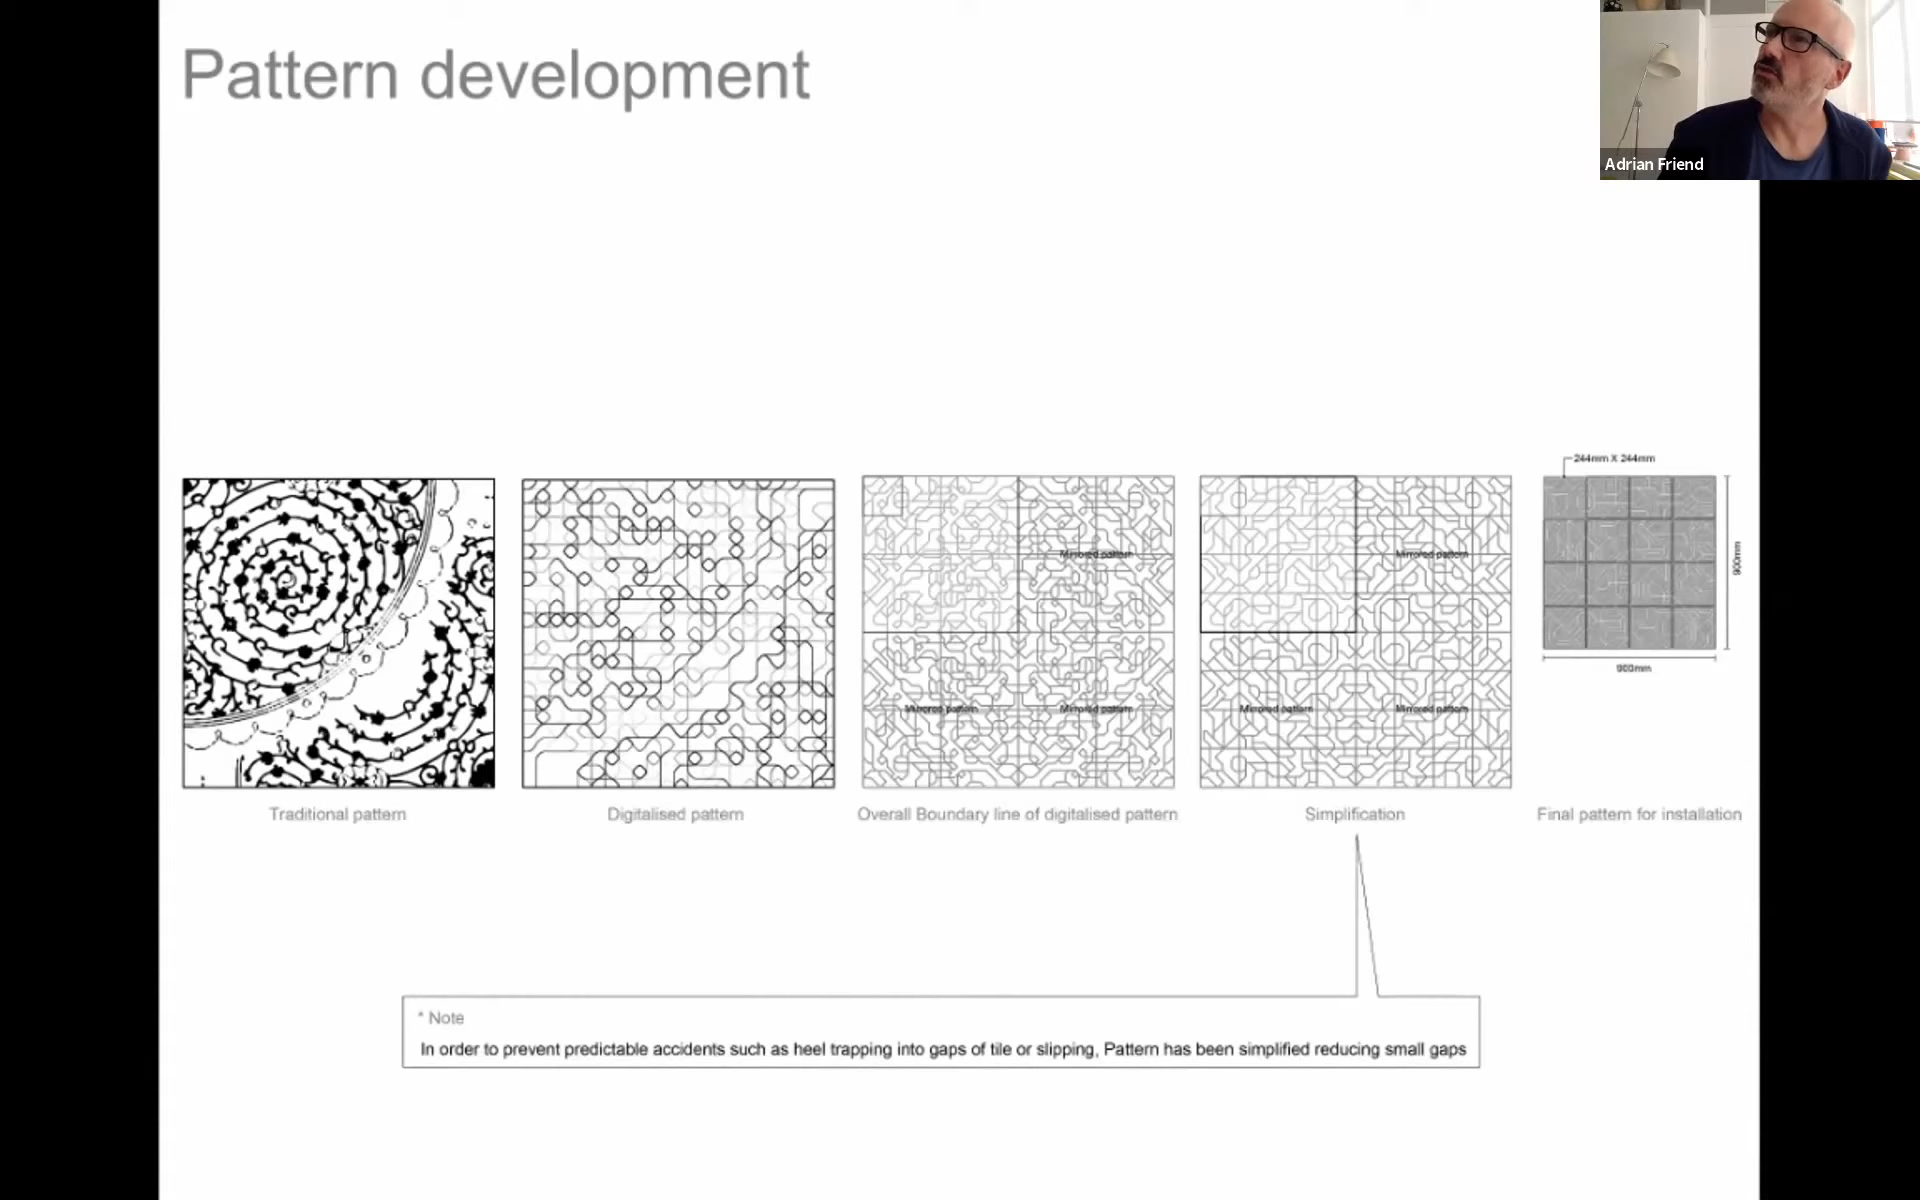 Pattern development
Adrian Friend
244mm X 244mm
Mirrored pattern
Mirrored pattern
900mm
Mirrored pattern
Mirrored pattern
Mirrored pattern
Mirrored pattern
900mm
Traditional pattern
Digitalised pattern
Overall Boundary line of digitalised pattern
Simplification
Final pattern for installation
* Note
In order to prevent predictable accidents such as heel trapping into gaps of tile or slipping, Pattern has been simplified reducing small gaps